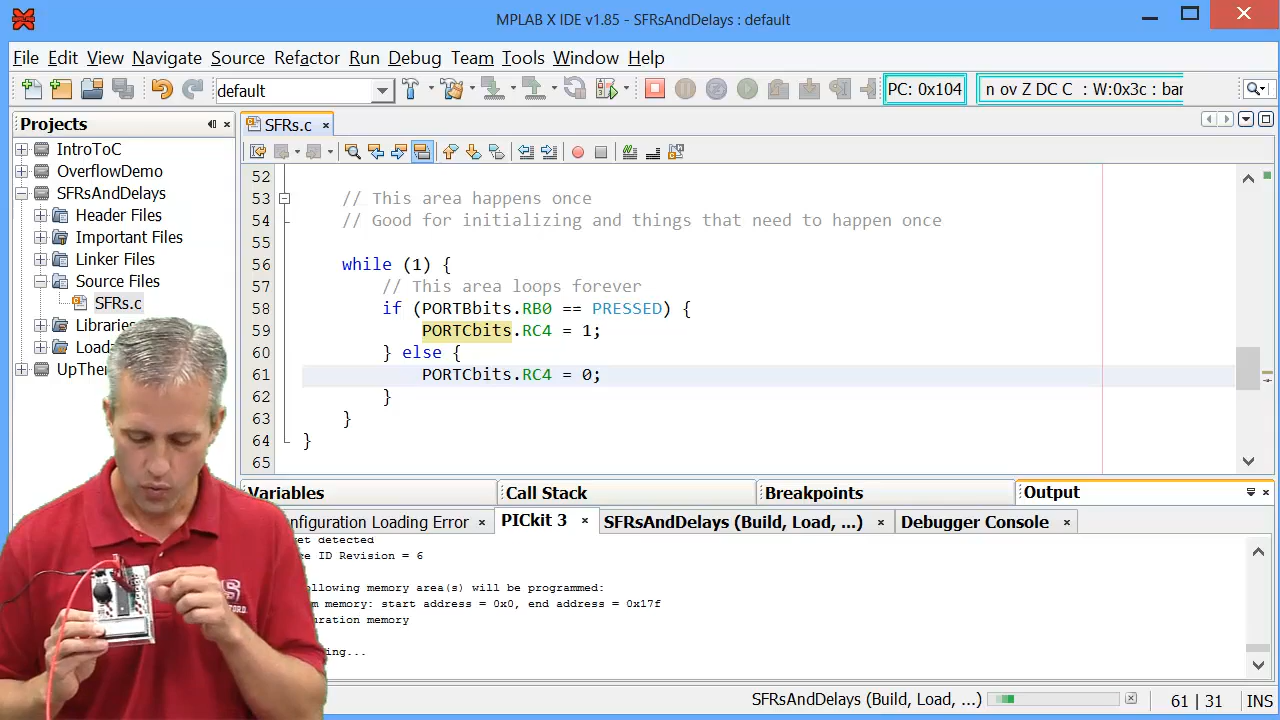 MPLAB X IDE v1.85 - SFRsAndDelays : default
File Edit View Navigate Source Refactor Run Debug Team Tools Window Help
default
PC: 0x104
n ov Z DC C : W:0x3c : ban
Projects
SFRs.c
IntroToC
OverflowDemo
SFRsAndDelays
Header Files
Important Files
Linker Files
Source Files
SFRs.c
Libraries
Loada
UpThe
52
53 // This area happens once
54 // Good for initializing and things that need to happen once
55
56 while (1) {
57 // This area loops forever
58 if (PORTBbits.RB0 == PRESSED) {
59 PORTCbits.RC4 = 1;
60 } else {
61 PORTCbits.RC4 = 0;
62 }
63 }
64 }
65
Variables
Call Stack
Breakpoints
Output
nfiguration Loading Error
PICkit 3
SFRsAndDelays (Build, Load, ...)
Debugger Console
et detected
e ID Revision = 6
ollowing memory area(s) will be programmed:
m memory: start address = 0x0, end address = 0x17f
uration memory
ing...
SFRsAndDelays (Build, Load, ...)
61 | 31
INS